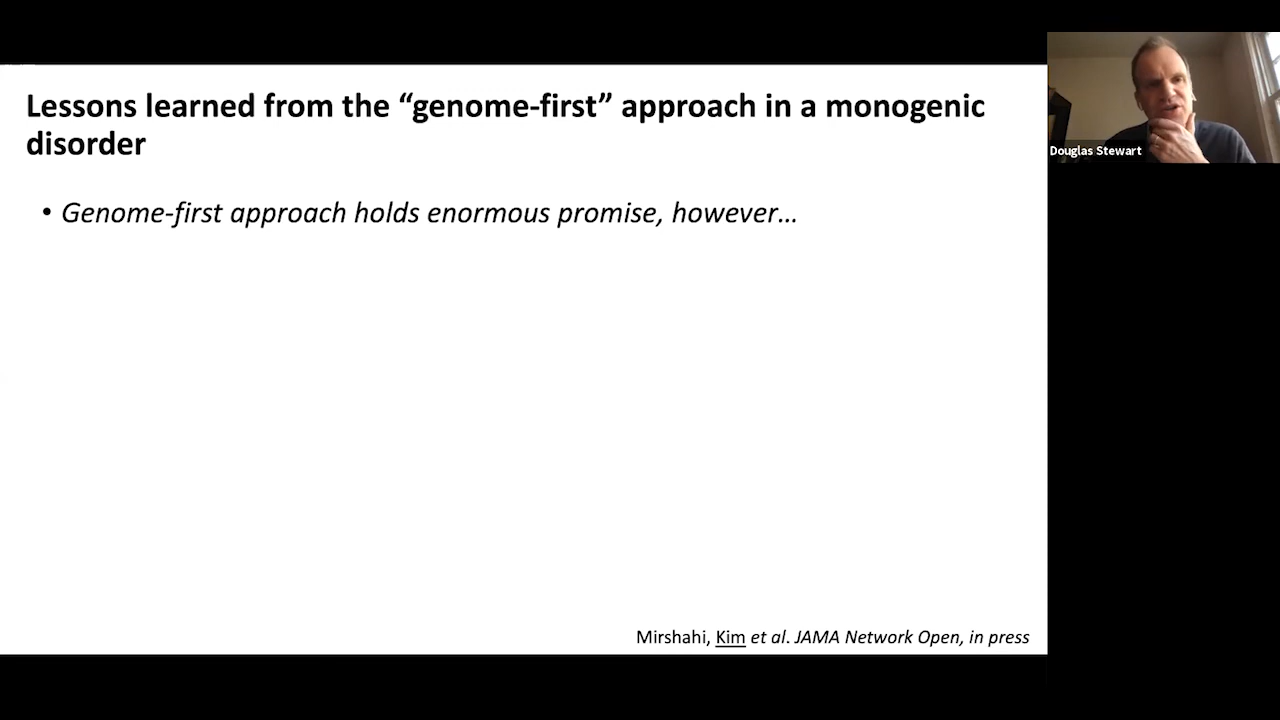 Lessons learned from the “genome-first” approach in a monogenic
disorder
• Genome-first approach holds enormous promise, however…
Mirshahi, Kim et al. JAMA Network Open, in press
Douglas Stewart